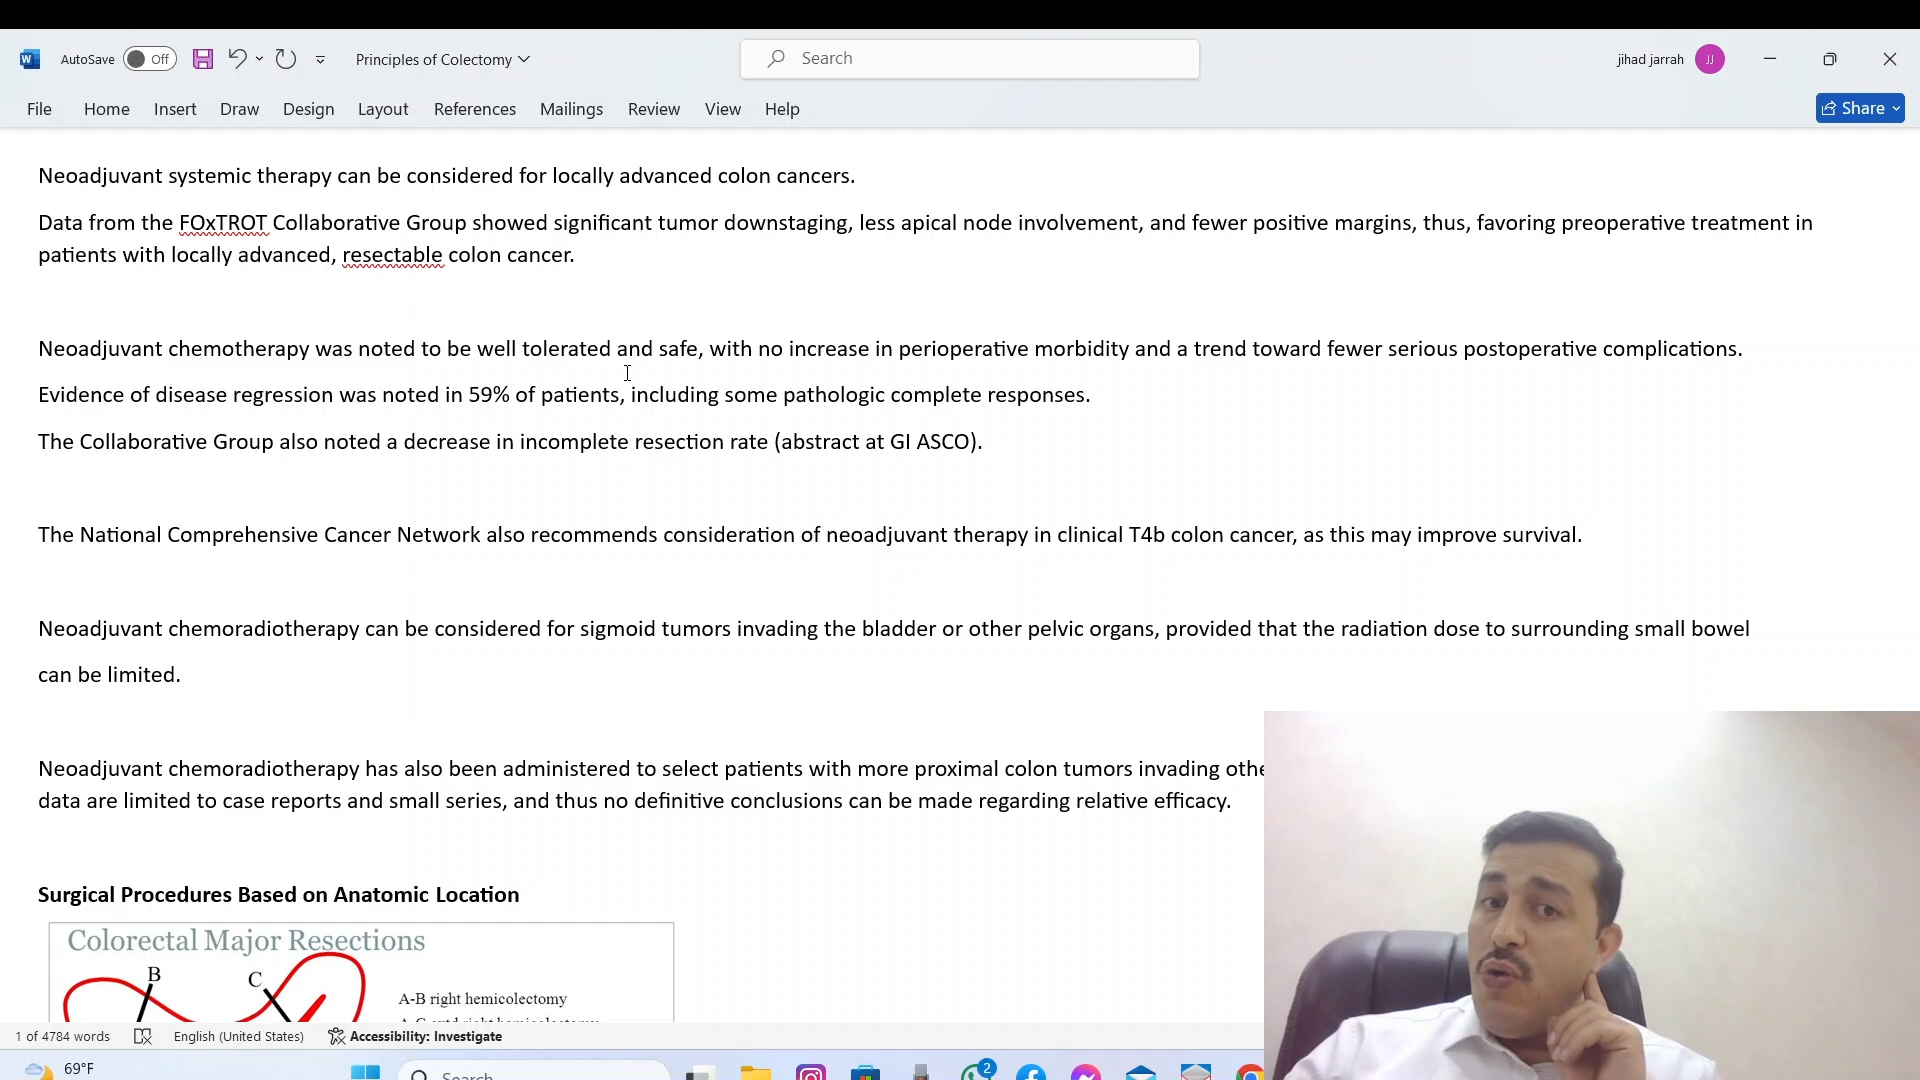 AutoSave Off Principles of Colectomy Search jihad jarrah JJ
File Home Insert Draw Design Layout References Mailings Review View Help Share
Neoadjuvant systemic therapy can be considered for locally advanced colon cancers.
Data from the FOxTROT Collaborative Group showed significant tumor downstaging, less apical node involvement, and fewer positive margins, thus, favoring preoperative treatment in
patients with locally advanced, resectable colon cancer.
Neoadjuvant chemotherapy was noted to be well tolerated and safe, with no increase in perioperative morbidity and a trend toward fewer serious postoperative complications.
Evidence of disease regression was noted in 59% of patients, including some pathologic complete responses.
The Collaborative Group also noted a decrease in incomplete resection rate (abstract at GI ASCO).
The National Comprehensive Cancer Network also recommends consideration of neoadjuvant therapy in clinical T4b colon cancer, as this may improve survival.
Neoadjuvant chemoradiotherapy can be considered for sigmoid tumors invading the bladder or other pelvic organs, provided that the radiation dose to surrounding small bowel
can be limited.
Neoadjuvant chemoradiotherapy has also been administered to select patients with more proximal colon tumors invading
data are limited to case reports and small series, and thus no definitive conclusions can be made regarding relative efficacy.
Surgical Procedures Based on Anatomic Location
Colorectal Major Resections
B C
A-B right hemicolectomy
1 of 4784 words English (United States) Accessibility: Investigate
69°F Search 2